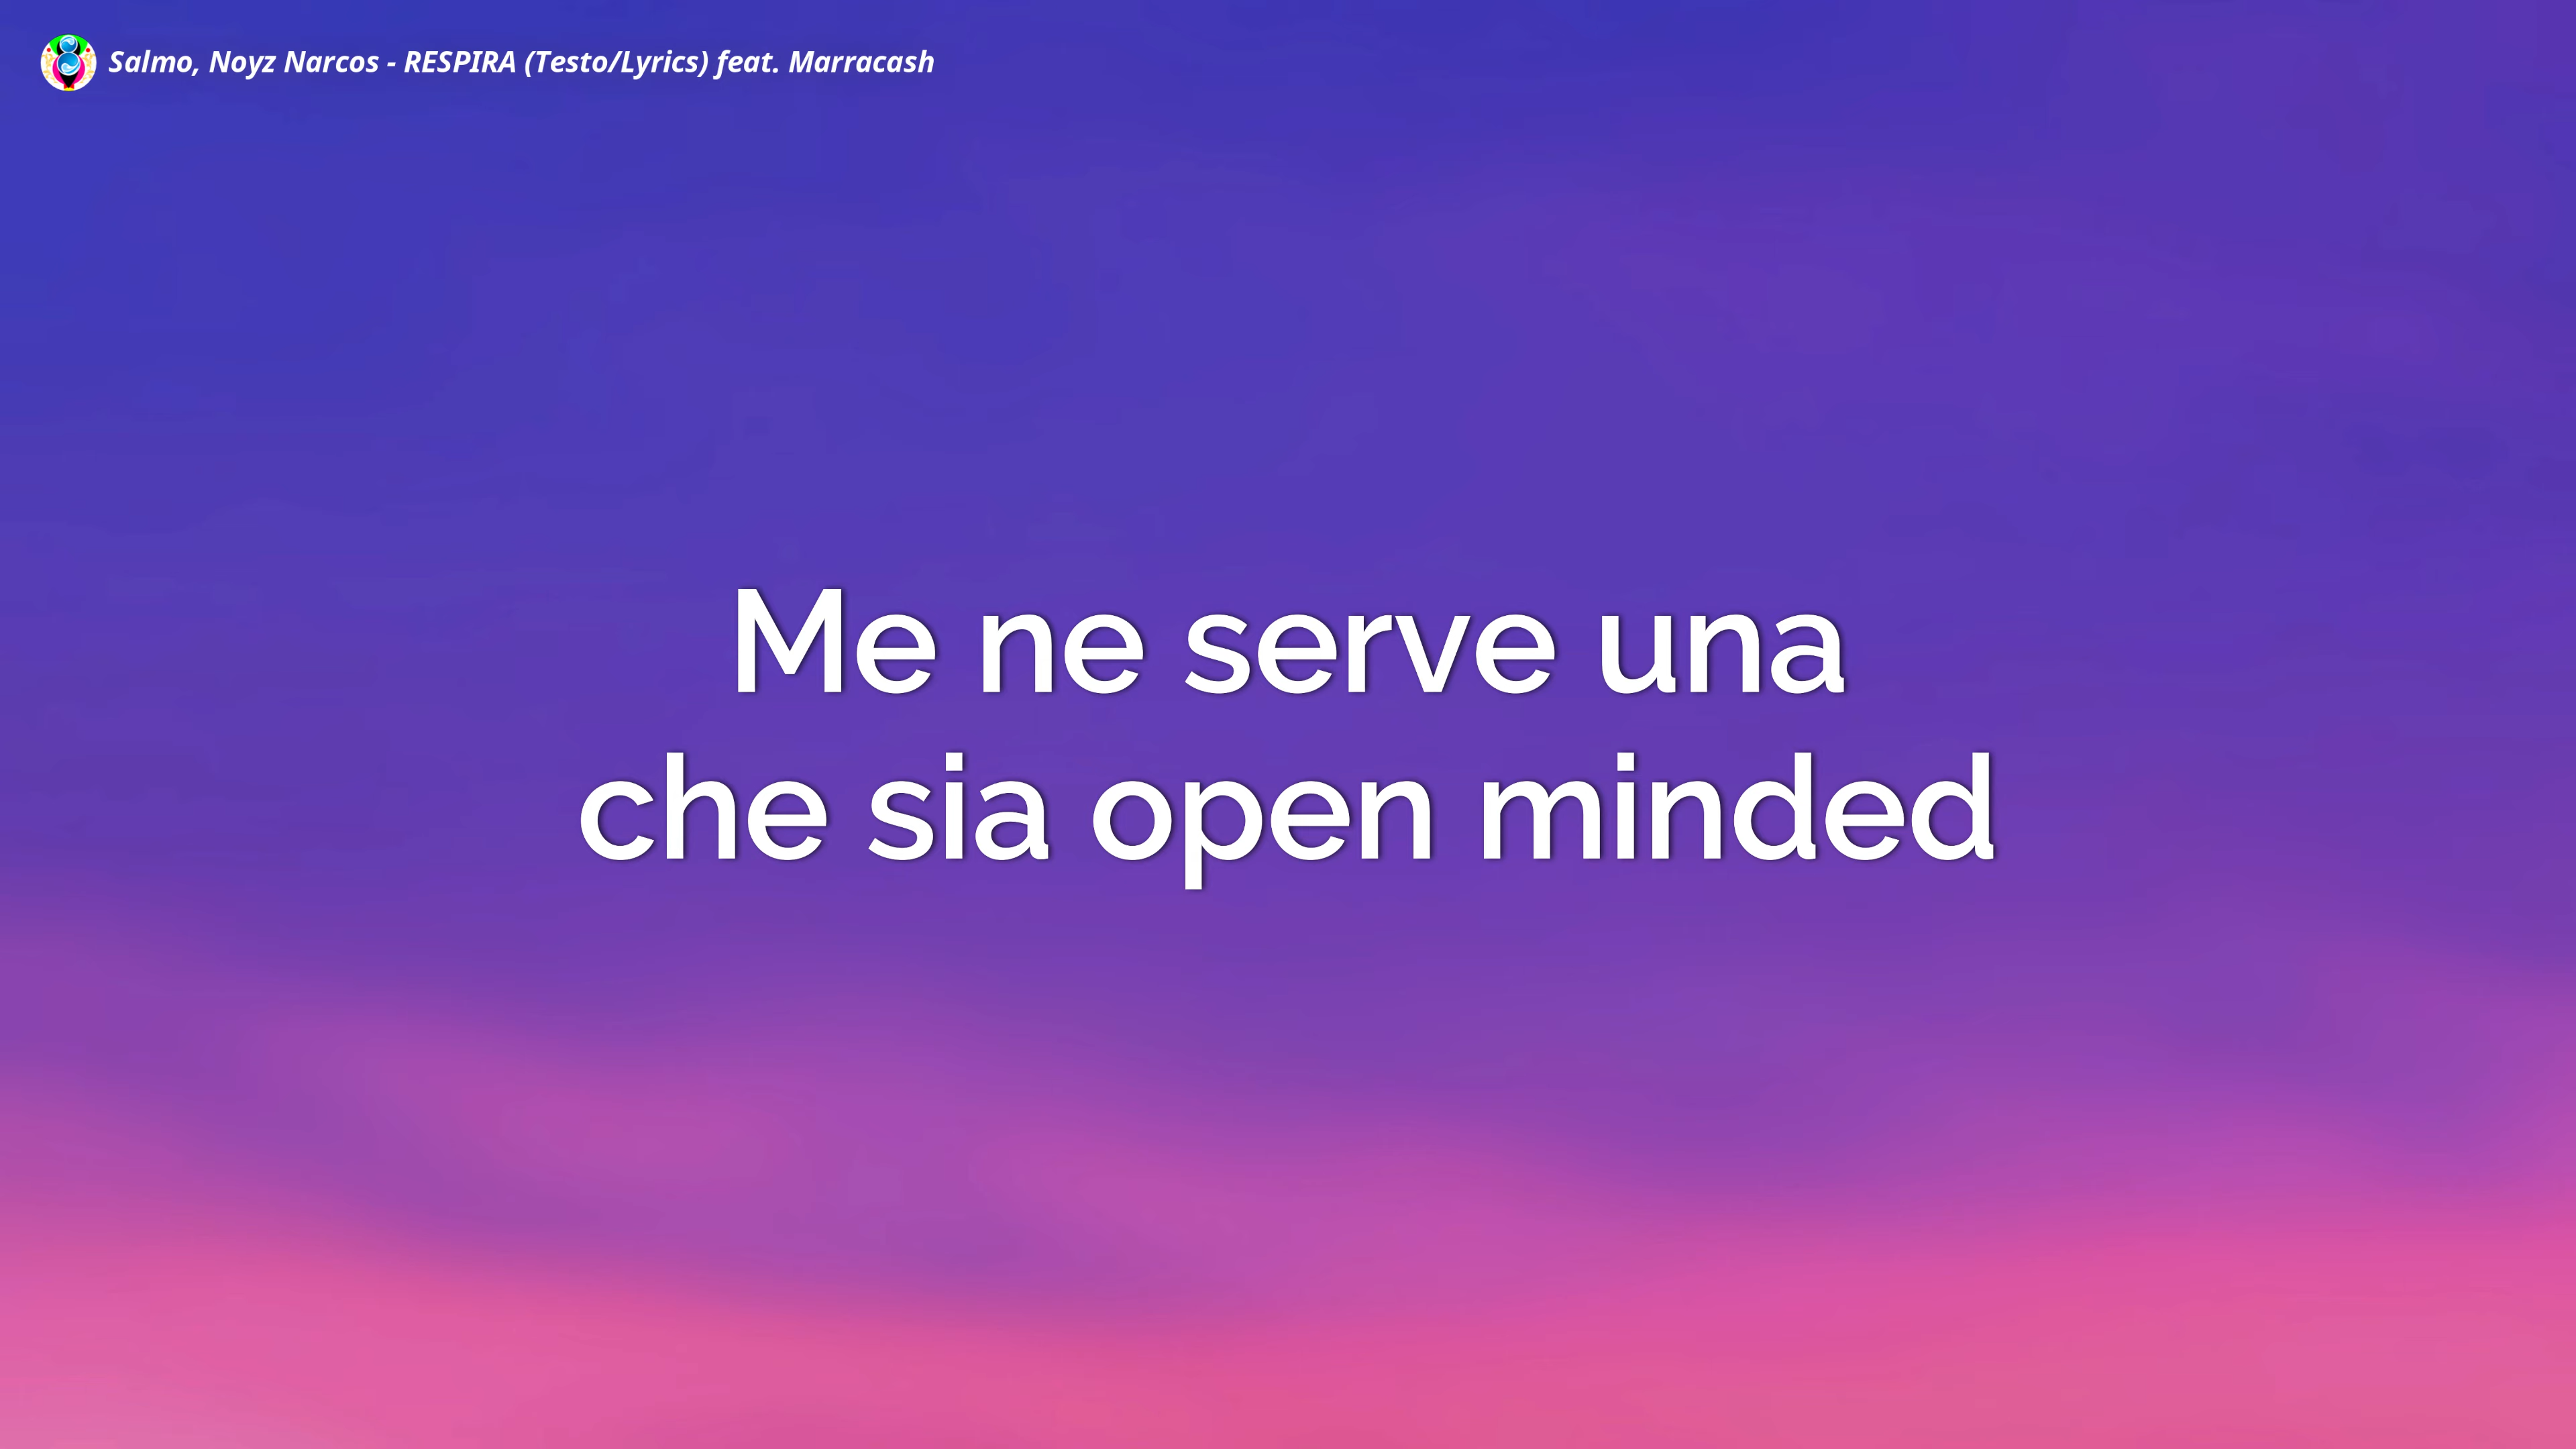 Salmo, Noyz Narcos - RESPIRA (Testo/Lyrics) feat. Marracash
Me ne serve una
che sia open minded